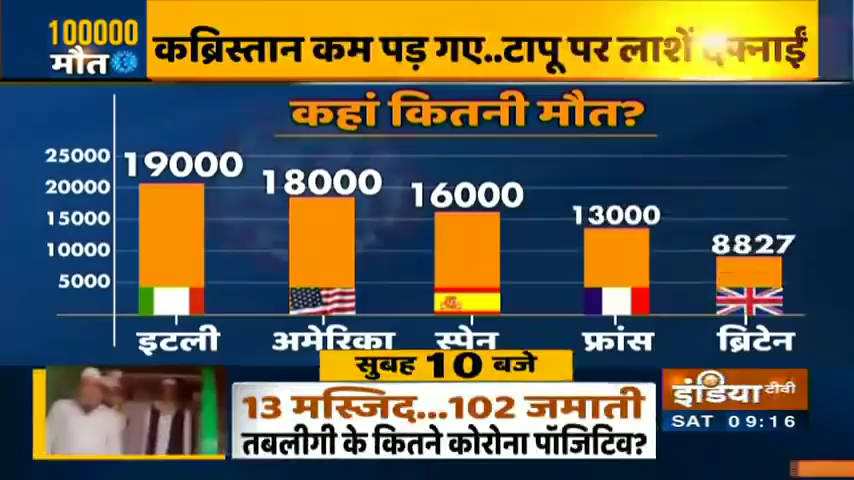 100000
मौत
कब्रिस्तान कम पड़ गए..टापू पर लाशें दफ्नाईं
कहां कितनी मौत?
25000
20000
15000
10000
5000
19000
18000
16000
13000
8827
इटली
अमेरिका
स्पेन
फ्रांस
ब्रिटेन
सुबह 10 बजे
13 मस्जिद...102 जमाती
तबलीगी के कितने कोरोना पॉजिटिव?
इंडिया टीवी
SAT 09:16